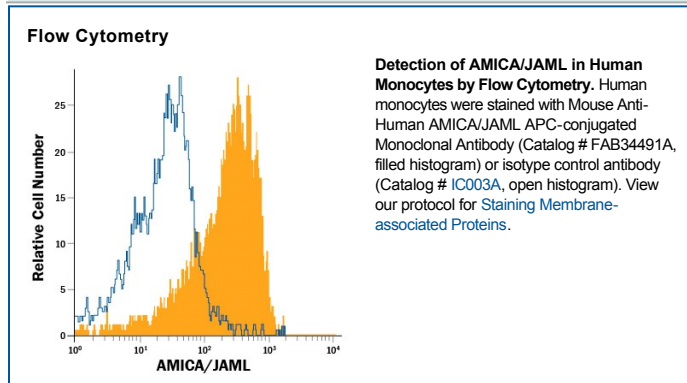 Flow Cytometry
Detection of AMICA/JAML in Human
Monocytes by Flow Cytometry. Human
monocytes were stained with Mouse Anti-
Human AMICA/JAML APC-conjugated
Monoclonal Antibody (Catalog # FAB34491A,
filled histogram) or isotype control antibody
(Catalog # IC003A, open histogram). View
our protocol for Staining Membrane-
associated Proteins.
Relative Cell Number
25
20
15
10
5
0
10⁰ 10¹ 10² 10³ 10⁴
AMICA/JAML